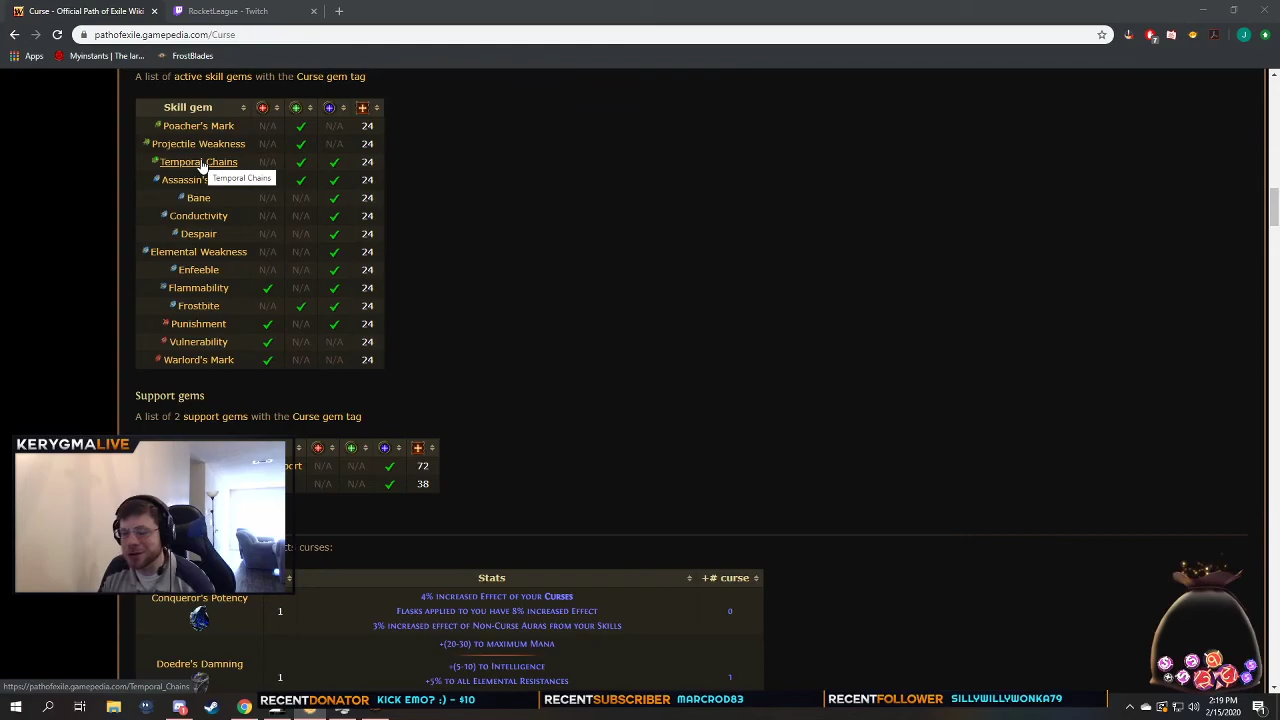 Curse - Official Path of Exile Wiki
RocketLeague - Twitch
pathofexile.gamepedia.com/Curse
Apps
Myinstants | The lar...
FrostBlades
A list of active skill gems with the Curse gem tag
Skill gem
Poacher's Mark N/A N/A 24
Projectile Weakness N/A N/A 24
Temporal Chains N/A 24
Temporal Chains
Assassin's 24
Bane N/A N/A 24
Conductivity N/A N/A 24
Despair N/A N/A 24
Elemental Weakness N/A N/A 24
Enfeeble N/A N/A 24
Flammability N/A 24
Frostbite N/A 24
Punishment N/A 24
Vulnerability N/A N/A 24
Warlord's Mark N/A N/A 24
Support gems
A list of 2 support gems with the Curse gem tag
KERYGMALIVE
N/A N/A 72
N/A N/A 38
curses:
Stats +# curse
Conqueror's Potency 1 4% increased Effect of your Curses 0
Flasks applied to you have 8% increased Effect
3% increased effect of Non-Curse Auras from your Skills
Doedre's Damning 1 +(20-30) to maximum Mana 1
+(5-10) to Intelligence
+5% to all Elemental Resistances
https://pathofexile.gamepedia.com/Temporal_Chains
RECENTDONATOR KICK EMO? :) - $10
RECENTSUBSCRIBER MARCROD83
RECENTFOLLOWER SILLYWILLYWONKA79
2:19 PM
2/15/2020